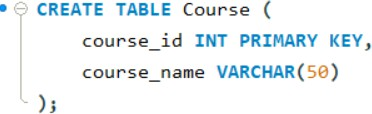 CREATE TABLE Course (
course_id INT PRIMARY KEY,
course_name VARCHAR(50)
);